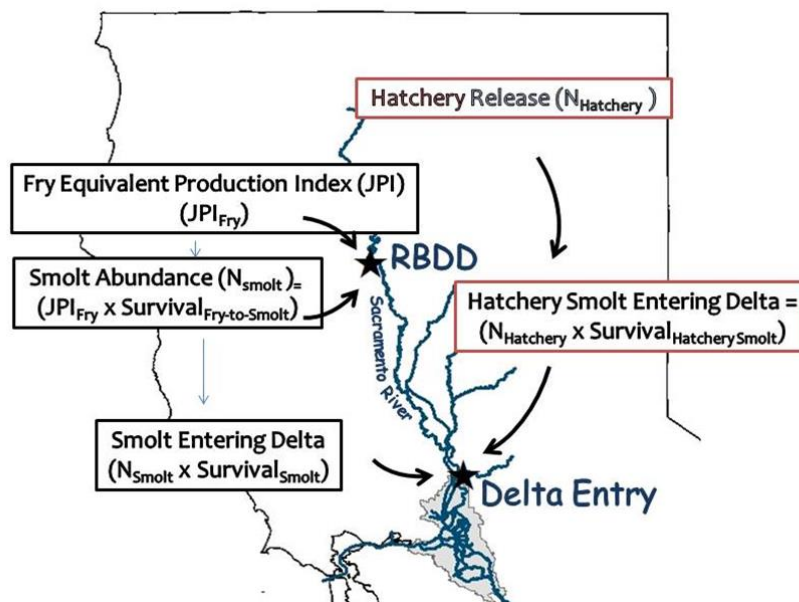 Hatchery Release (NHatchery )
Fry Equivalent Production Index (JPI)
(JPIFry)
RBDD
Smolt Abundance (Nsmolt)=
(JPIFry x SurvivalFry-to-Smolt)
Sacramento River
Hatchery Smolt Entering Delta =
(NHatchery x SurvivalHatchery Smolt)
Smolt Entering Delta
(NSmolt x SurvivalSmolt)
Delta Entry